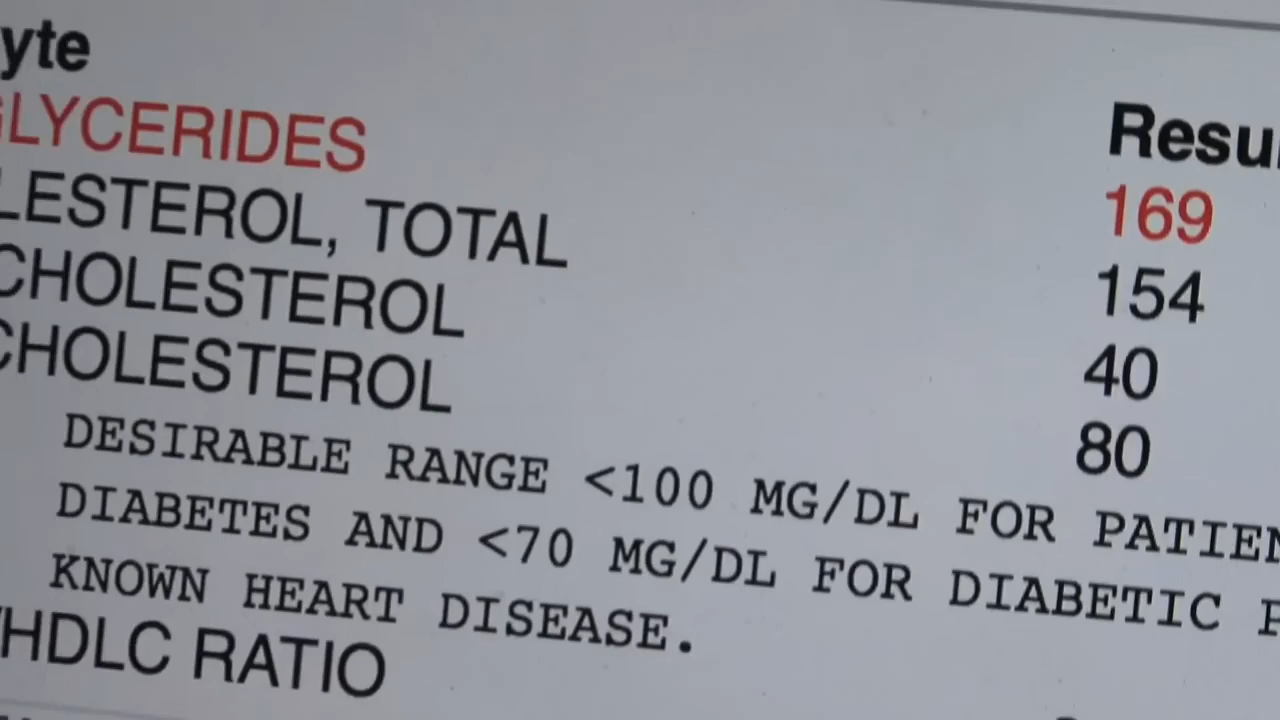 yte Resu
GLYCERIDES 169
LESTEROL, TOTAL 154
CHOLESTEROL 40
CHOLESTEROL 80
DESIRABLE RANGE <100 MG/DL FOR PATIEN
DIABETES AND <70 MG/DL FOR DIABETIC P
KNOWN HEART DISEASE.
/HDLC RATIO